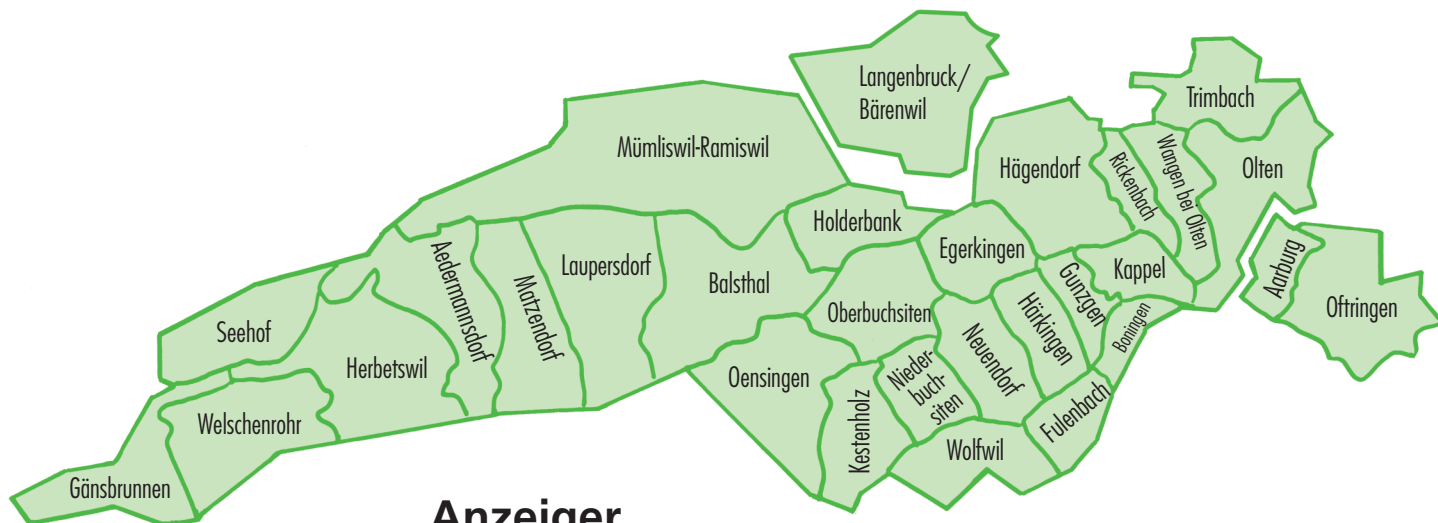 Langenbruck/
Bärenwil
Trimbach
Mümliswil-Ramiswil
Hägendorf
Rickenbach
Wangen bei Olten
Olten
Holderbank
Egerkingen
Aedermannsdorf
Matzendorf
Laupersdorf
Balsthal
Gunzgen
Kappel
Aarburg
Oftringen
Seehof
Herbetswil
Oberbuchsiten
Härkingen
Boningen
Neuendorf
Oensingen
Nieder-
buch-
siten
Kestenholz
Fulenbach
Welschenrohr
Wolfwil
Gänsbrunnen
Anzeiger